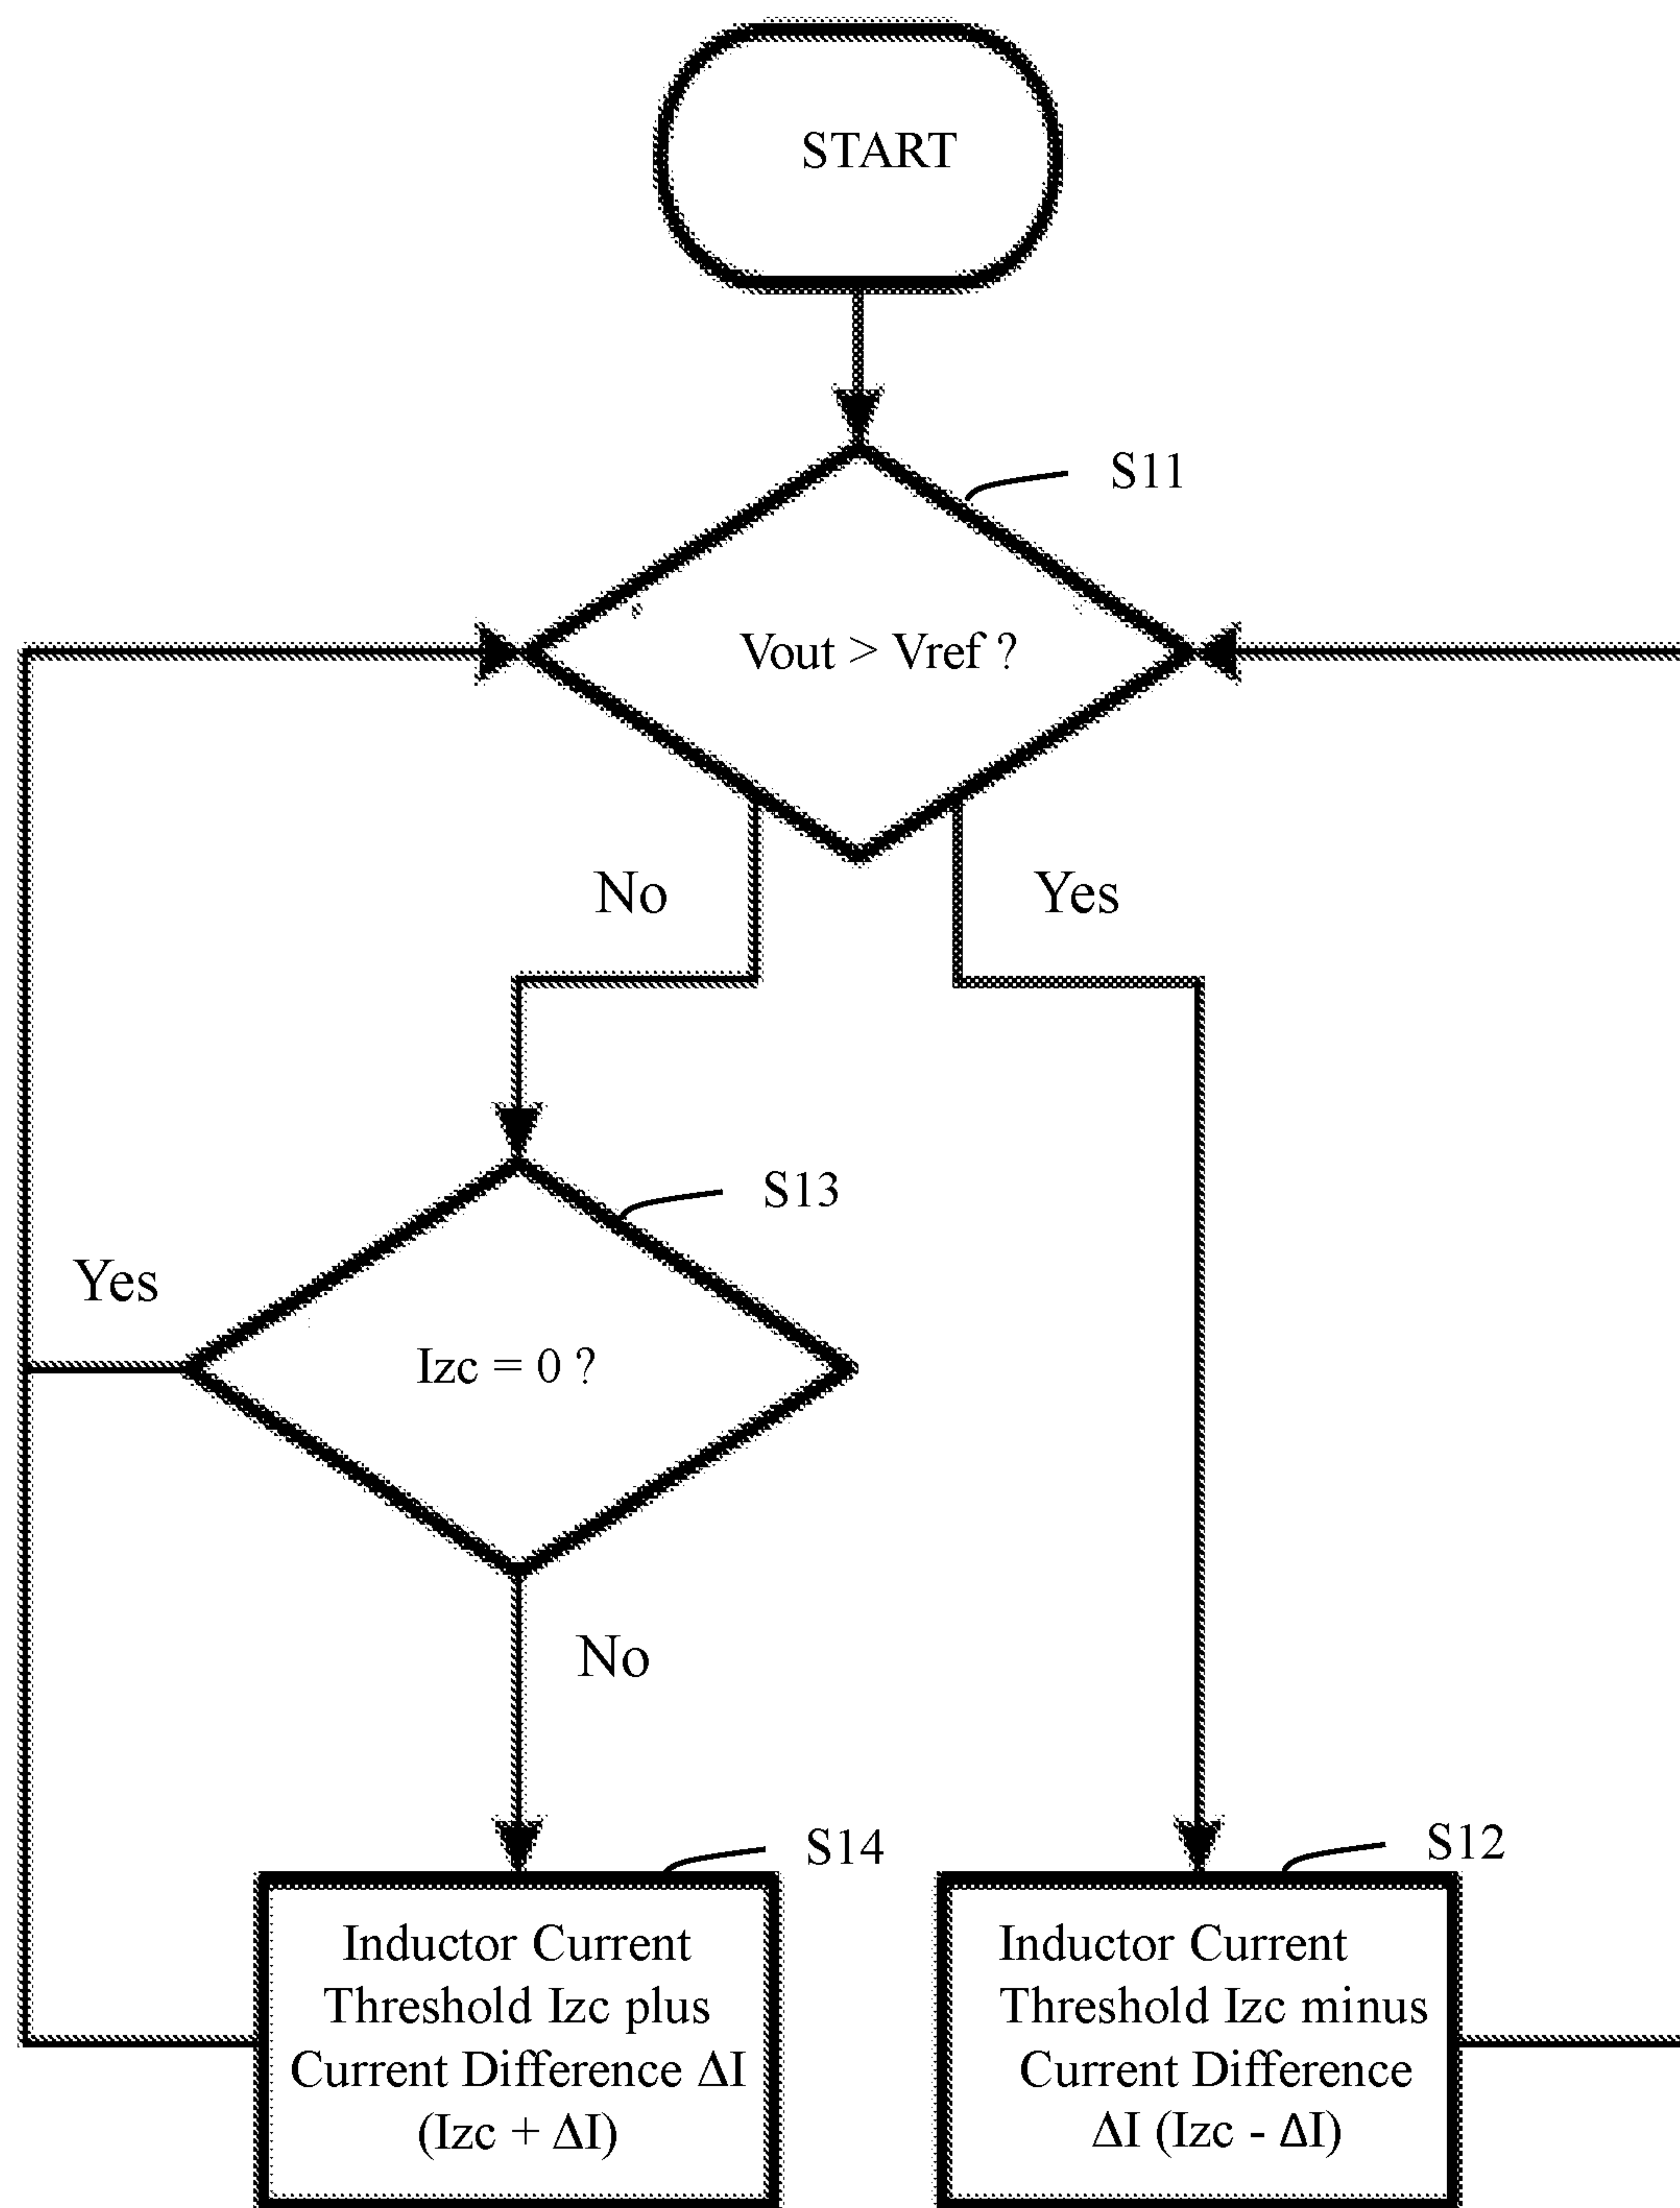 START
S11
Vout > Vref ?
No
Yes
S13
Yes
Izc = 0 ?
No
S14
S12
Inductor Current
Threshold Izc plus
Current Difference ΔI
(Izc + ΔI)
Inductor Current
Threshold Izc minus
Current Difference
ΔI (Izc - ΔI)